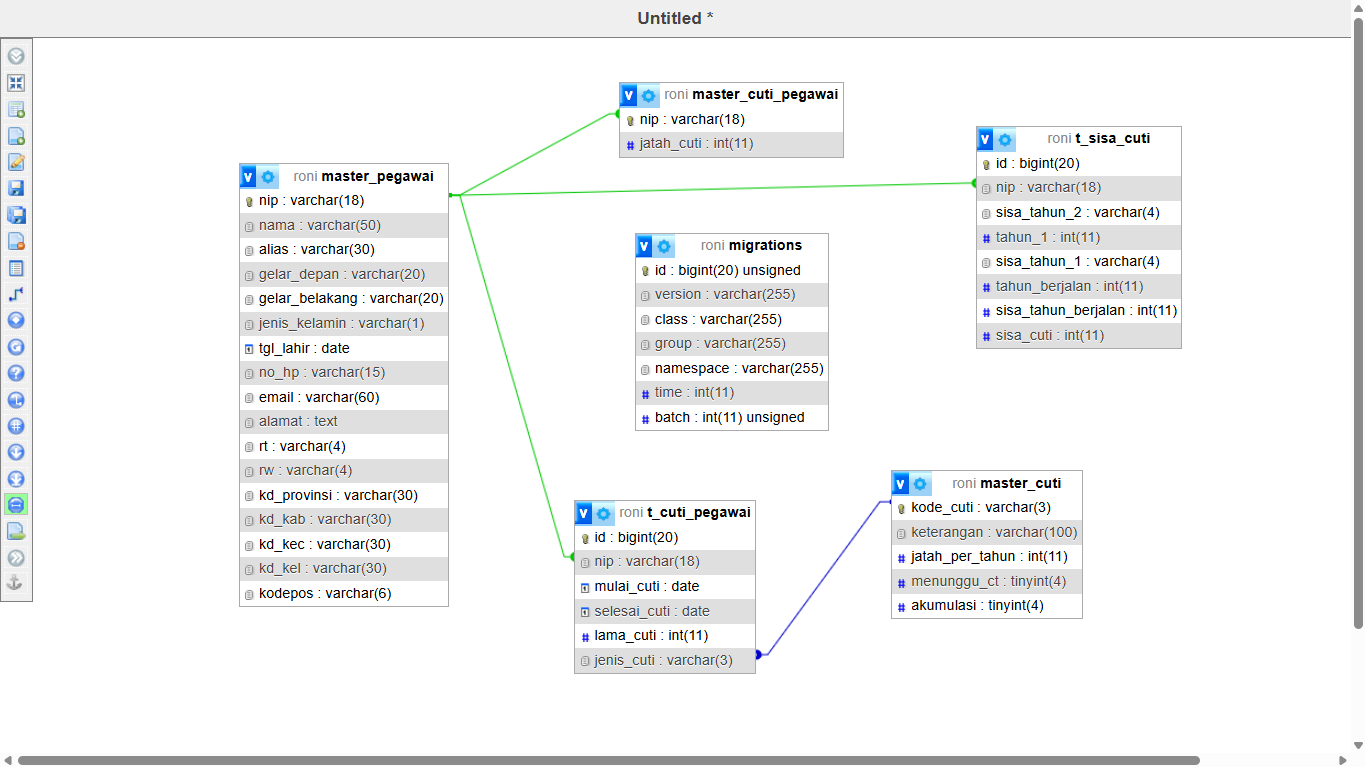 Untitled *
roni master_cuti_pegawai
nip : varchar(18)
jatah_cuti : int(11)
roni t_sisa_cuti
id : bigint(20)
nip : varchar(18)
sisa_tahun_2 : varchar(4)
tahun_1 : int(11)
sisa_tahun_1 : varchar(4)
tahun_berjalan : int(11)
sisa_tahun_berjalan : int(11)
sisa_cuti : int(11)
roni master_pegawai
nip : varchar(18)
nama : varchar(50)
alias : varchar(30)
gelar_depan : varchar(20)
gelar_belakang : varchar(20)
jenis_kelamin : varchar(1)
tgl_lahir : date
no_hp : varchar(15)
email : varchar(60)
alamat : text
rt : varchar(4)
rw : varchar(4)
kd_provinsi : varchar(30)
kd_kab : varchar(30)
kd_kec : varchar(30)
kd_kel : varchar(30)
kodepos : varchar(6)
roni migrations
id : bigint(20) unsigned
version : varchar(255)
class : varchar(255)
group : varchar(255)
namespace : varchar(255)
time : int(11)
batch : int(11) unsigned
roni t_cuti_pegawai
id : bigint(20)
nip : varchar(18)
mulai_cuti : date
selesai_cuti : date
lama_cuti : int(11)
jenis_cuti : varchar(3)
roni master_cuti
kode_cuti : varchar(3)
keterangan : varchar(100)
jatah_per_tahun : int(11)
menunggu_ct : tinyint(4)
akumulasi : tinyint(4)